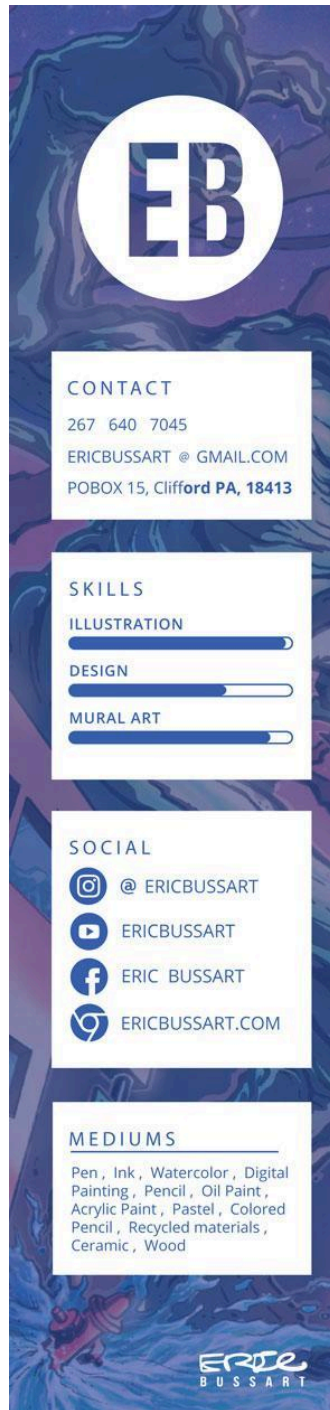 EB
CONTACT
267 640 7045
ERICBUSSART @ GMAIL.COM
POBOX 15, Clifford PA, 18413
SKILLS
ILLUSTRATION
DESIGN
MURAL ART
SOCIAL
@ ERICBUSSART
ERICBUSSART
ERIC BUSSART
ERICBUSSART.COM
MEDIUMS
Pen , Ink , Watercolor , Digital
Painting , Pencil , Oil Paint ,
Acrylic Paint , Pastel , Colored
Pencil , Recycled materials ,
Ceramic , Wood
ERIC
BUSSART